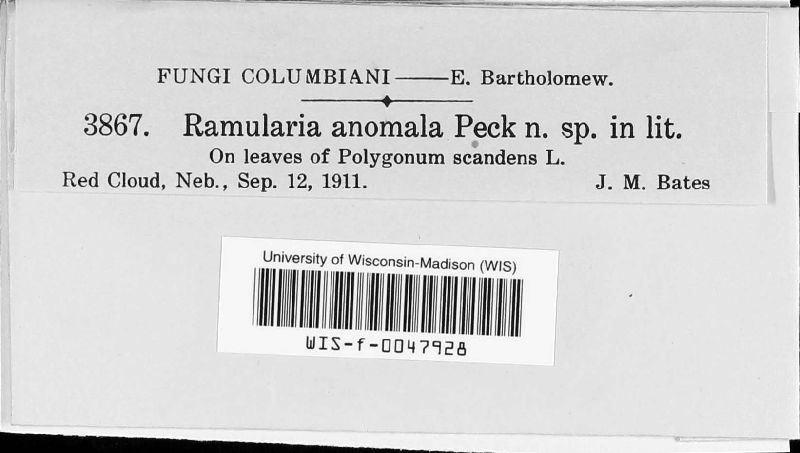 FUNGI COLUMBIANI — E. Bartholomew.
3867. Ramularia anomala Peck n. sp. in lit.
On leaves of Polygonum scandens L.
Red Cloud, Neb., Sep. 12, 1911. J. M. Bates
University of Wisconsin-Madison (WIS)
WIS-f-0047928